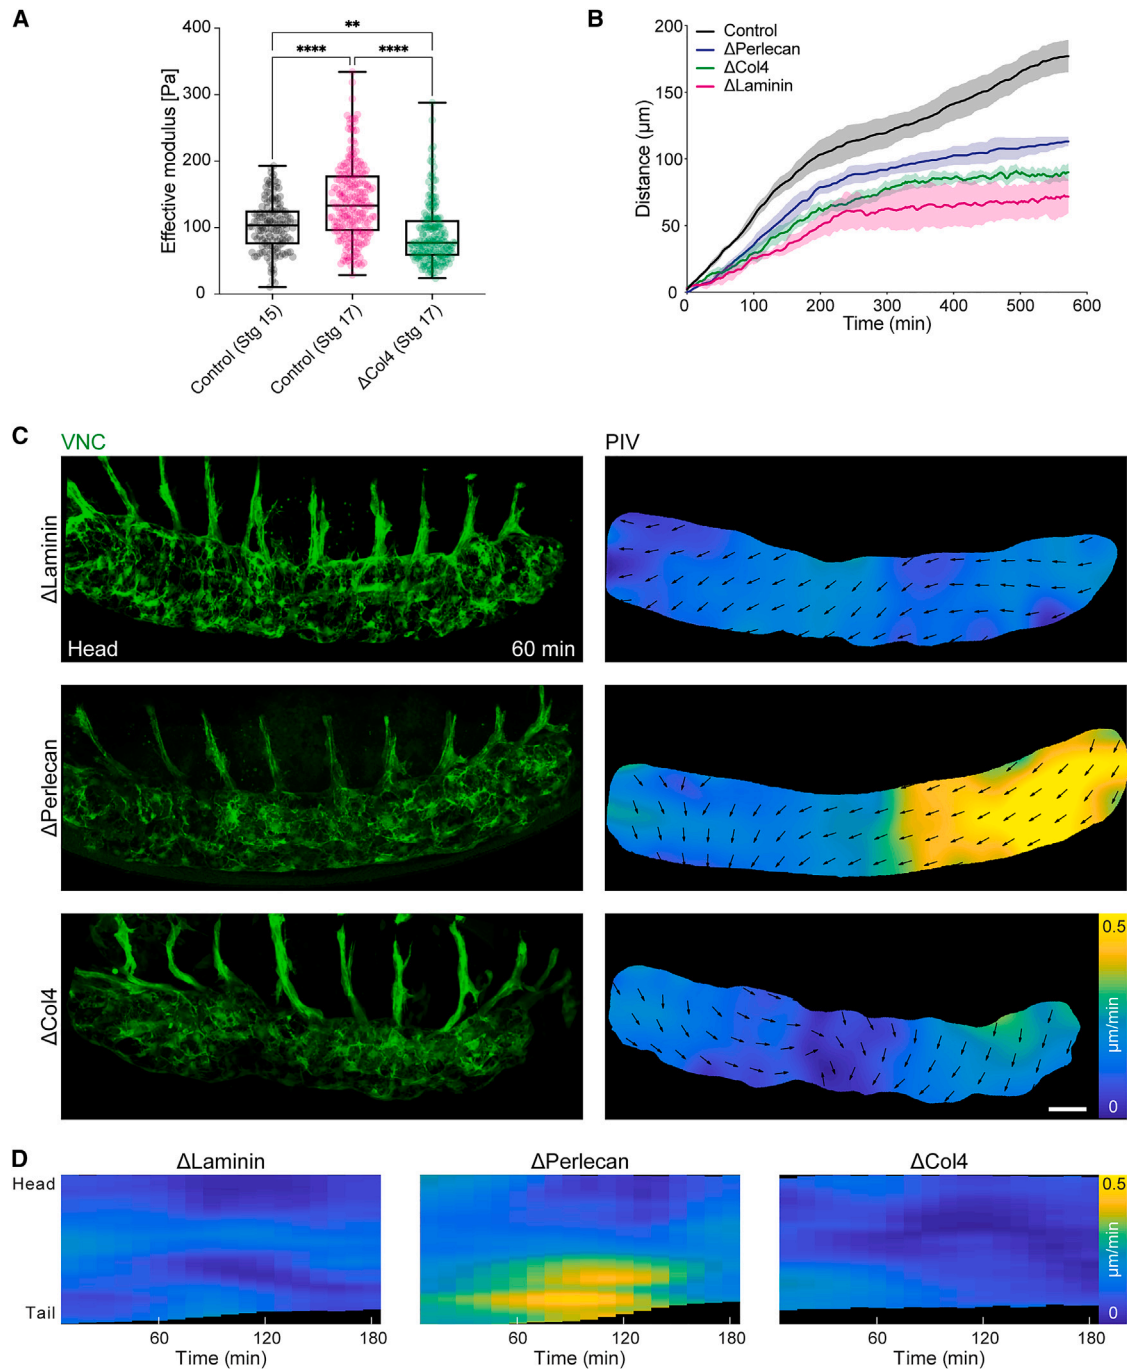 A
400
300
200
100
0
Effective modulus [Pa]
**
**** ****
Control (Stg 15)
Control (Stg 17)
ΔCol4 (Stg 17)
B
200
150
100
50
0
Distance (μm)
Control
ΔPerlecan
ΔCol4
ΔLaminin
0 100 200 300 400 500 600
Time (min)
C
VNC PIV
ΔLaminin
Head 60 min
ΔPerlecan
ΔCol4
0.5
μm/min
0
D
ΔLaminin ΔPerlecan ΔCol4
Head
Tail
0.5
μm/min
0
60 120 180 60 120 180 60 120 180
Time (min) Time (min) Time (min)